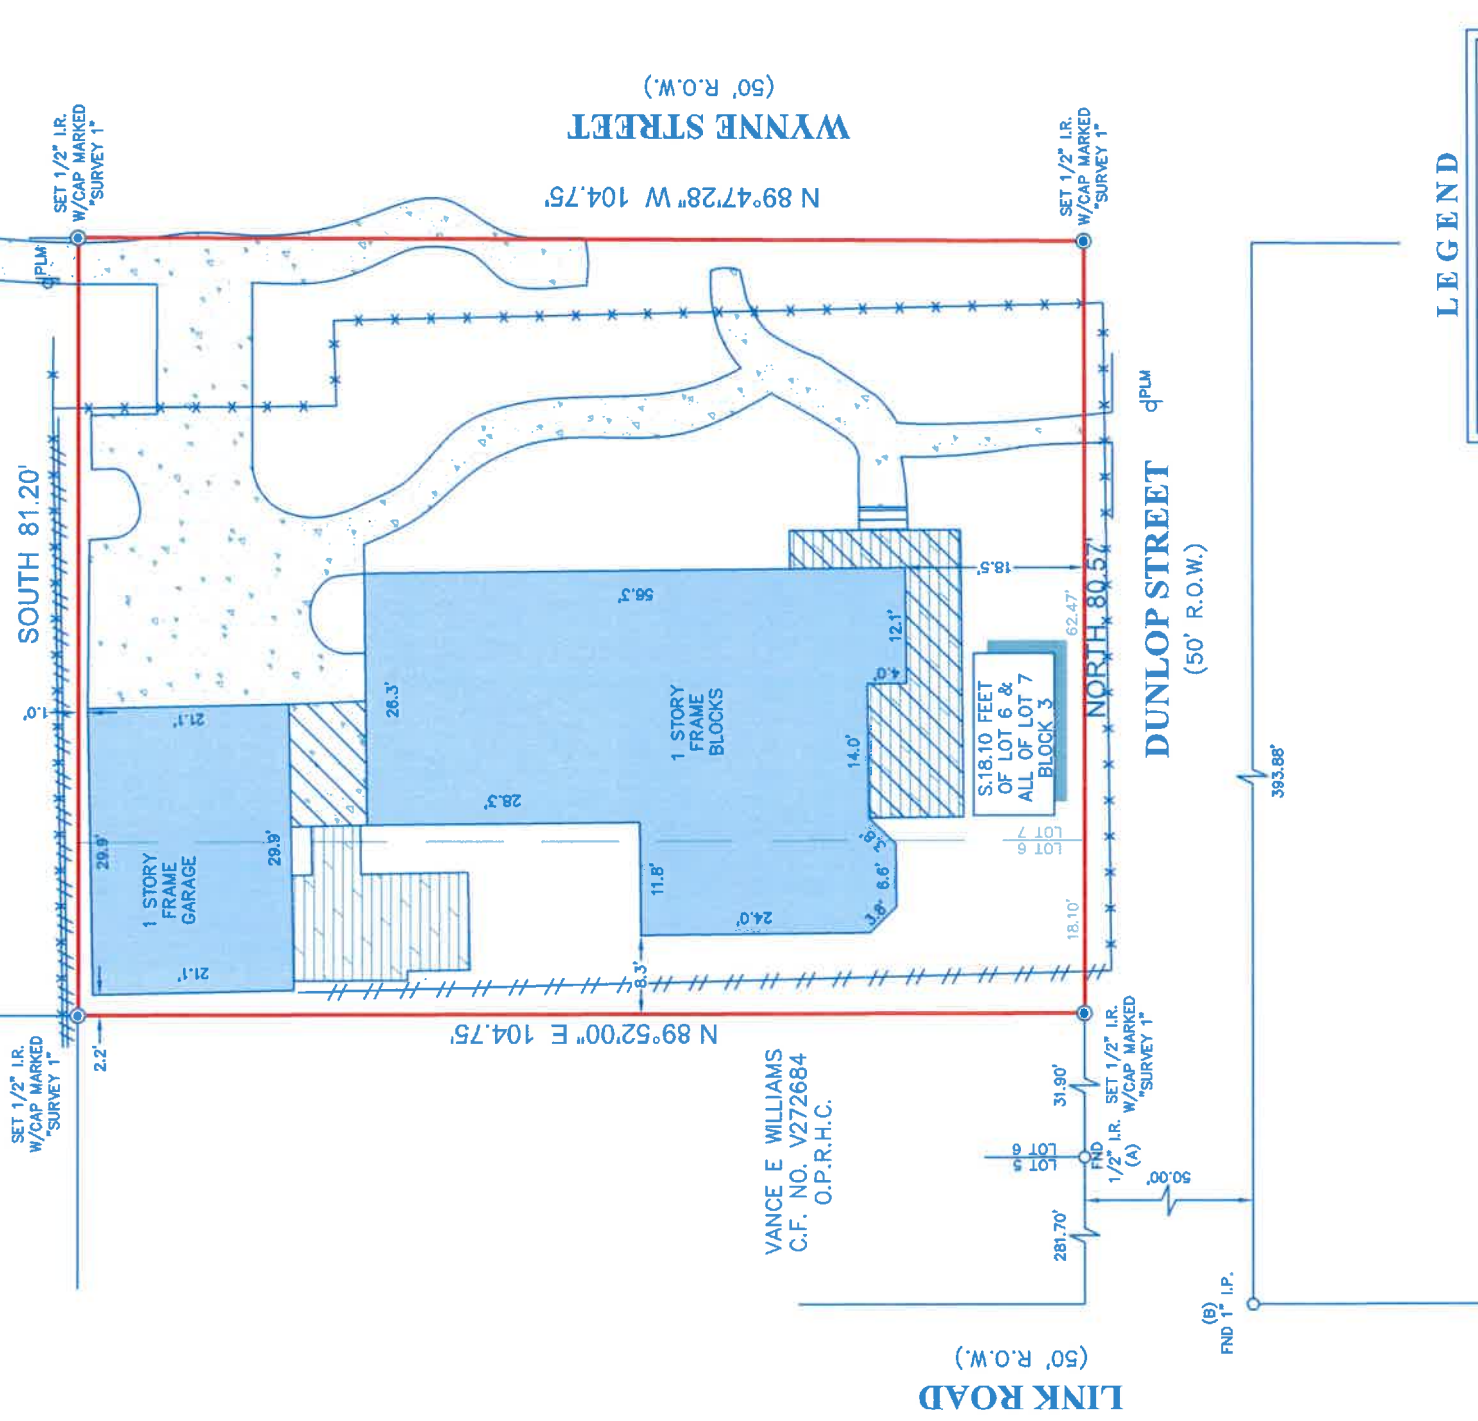 (50' R.O.W.)
WYNNE STREET
N 89°47'28" W 104.75'
SET 1/2" I.R.
W/CAP MARKED
"SURVEY 1"
SET 1/2" I.R.
W/CAP MARKED
"SURVEY 1"
LEGEND
PLM
SOUTH 81.20'
PLM
DUNLOP STREET
(50' R.O.W.)
NORTH 80.57'
62.47'
18.5'
56.3'
12.1'
4.0'
26.3'
1.0'
21.1'
1 STORY
FRAME
BLOCKS
14.0'
S.18.10 FEET
OF LOT 6 &
ALL OF LOT 7
BLOCK 3
393.88'
28.3'
LOT 7
LOT 6
29.9'
29.9'
1 STORY
FRAME
GARAGE
11.8'
3.8'
6.6'
3.8'
24.0'
18.10'
21.1'
8.3'
N 89°52'00" E 104.75'
2.2'
SET 1/2" I.R.
W/CAP MARKED
"SURVEY 1"
VANCE E WILLIAMS
C.F. NO. V272684
O.P.R.H.C.
31.90'
SET 1/2" I.R.
W/CAP MARKED
"SURVEY 1"
LOT 6
LOT 5
FND
1/2" I.R.
(A)
50.00'
281.70'
(B)
FND 1" I.P.
(50' R.O.W.)
LINK ROAD